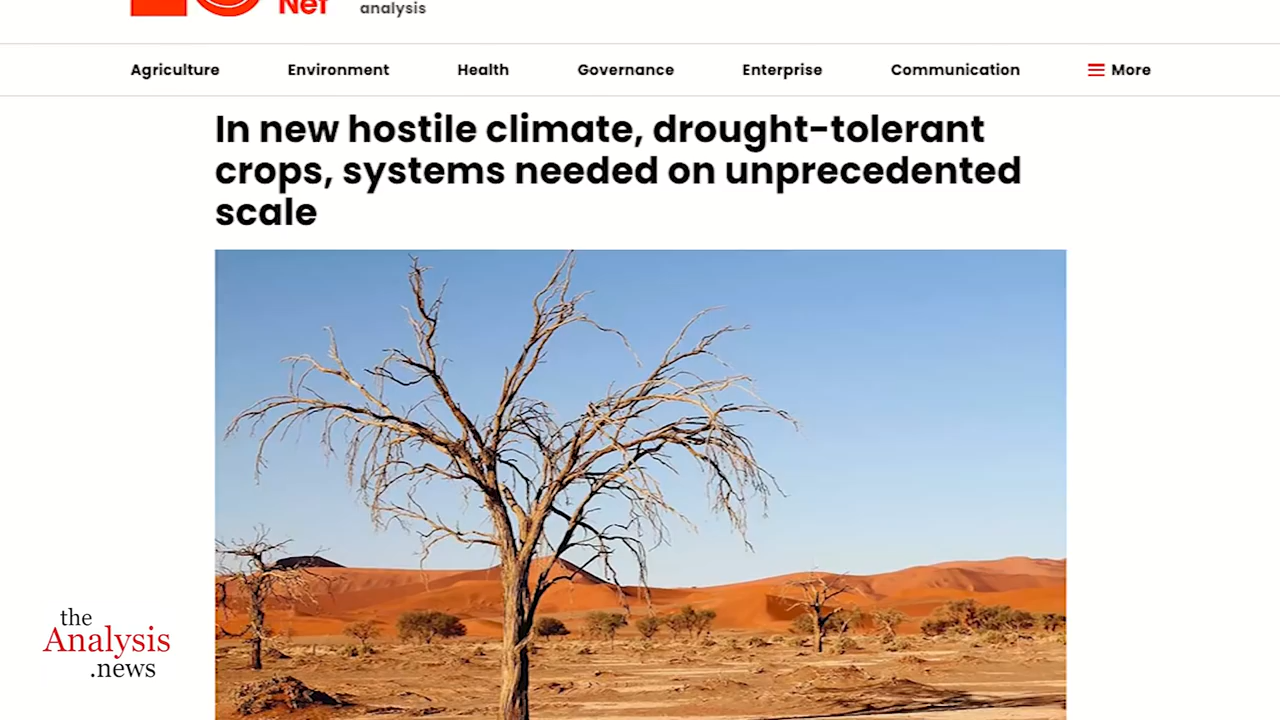 Net
analysis
Agriculture
Environment
Health
Governance
Enterprise
Communication
More
In new hostile climate, drought-tolerant
crops, systems needed on unprecedented
scale
the
Analysis
.news